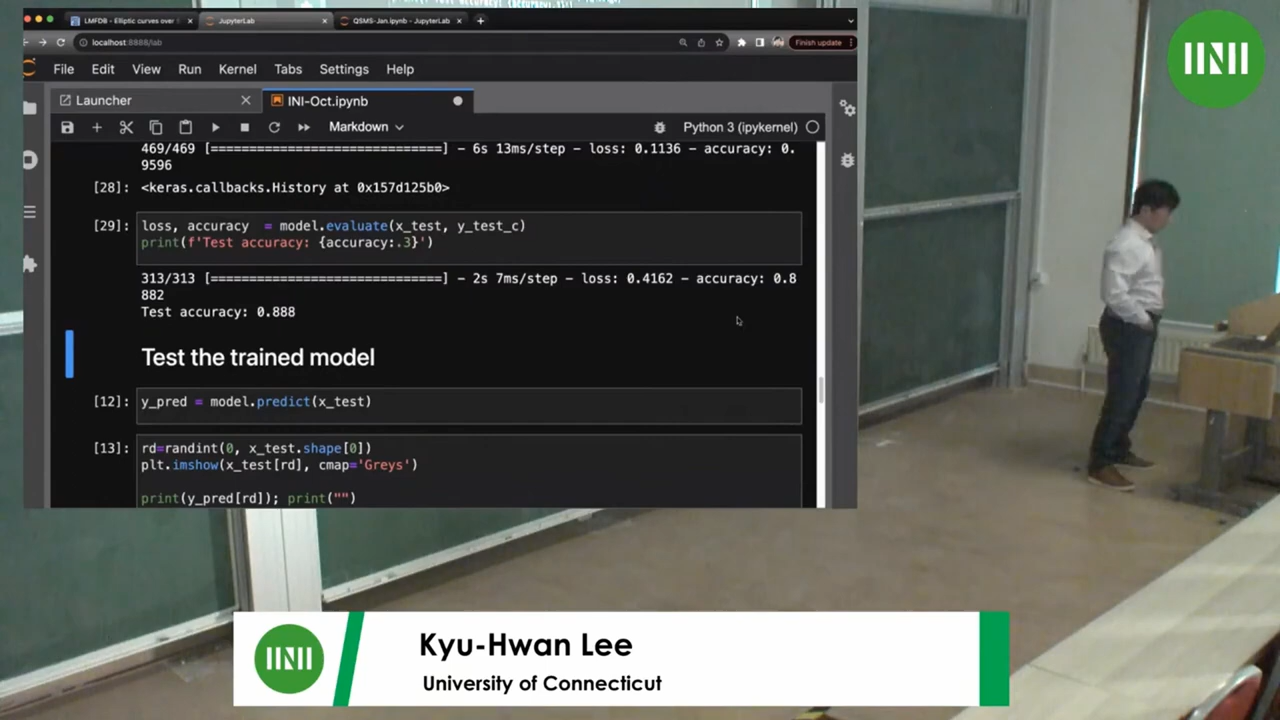 LMFDB - Elliptic curves over
JupyterLab
QSMS-Jan.ipynb - JupyterLab
localhost:8888/lab
Finish update
File Edit View Run Kernel Tabs Settings Help
Launcher
INI-Oct.ipynb
Markdown
Python 3 (ipykernel)
469/469 [==============================] - 6s 13ms/step - loss: 0.1136 - accuracy: 0.
9596
[28]: <keras.callbacks.History at 0x157d125b0>
[29]: loss, accuracy  = model.evaluate(x_test, y_test_c)
print(f'Test accuracy: {accuracy:.3}')
313/313 [==============================] - 2s 7ms/step - loss: 0.4162 - accuracy: 0.8
882
Test accuracy: 0.888
Test the trained model
[12]: y_pred = model.predict(x_test)
[13]: rd=randint(0, x_test.shape[0])
plt.imshow(x_test[rd], cmap='Greys')
print(y_pred[rd]); print("")
INI
INI
Kyu-Hwan Lee
University of Connecticut